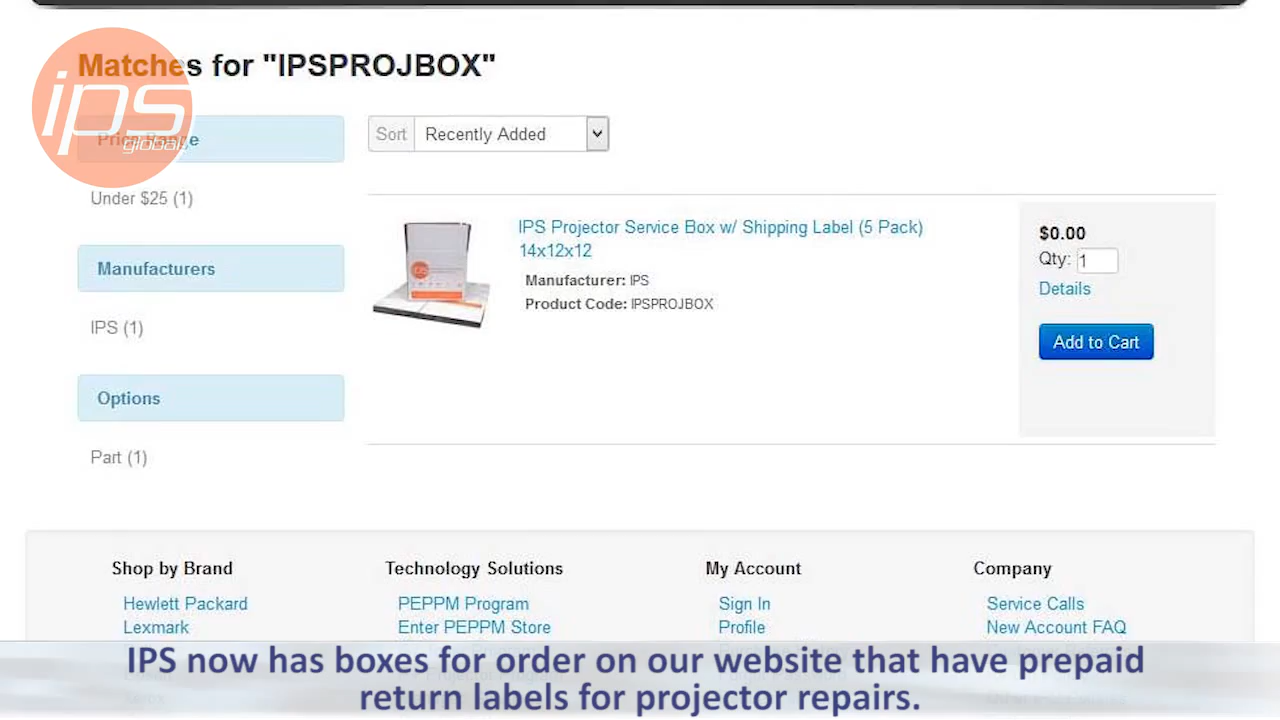 Matches for "IPSPROJBOX"
ips
global
Price Range
Sort Recently Added
Under $25 (1)
IPS Projector Service Box w/ Shipping Label (5 Pack)
14x12x12
Manufacturer: IPS
Product Code: IPSPROJBOX
$0.00
Qty: 1
Details
Add to Cart
Manufacturers
IPS (1)
Options
Part (1)
Shop by Brand
Hewlett Packard
Lexmark
Technology Solutions
PEPPM Program
Enter PEPPM Store
My Account
Sign In
Profile
Company
Service Calls
New Account FAQ
IPS now has boxes for order on our website that have prepaid
return labels for projector repairs.